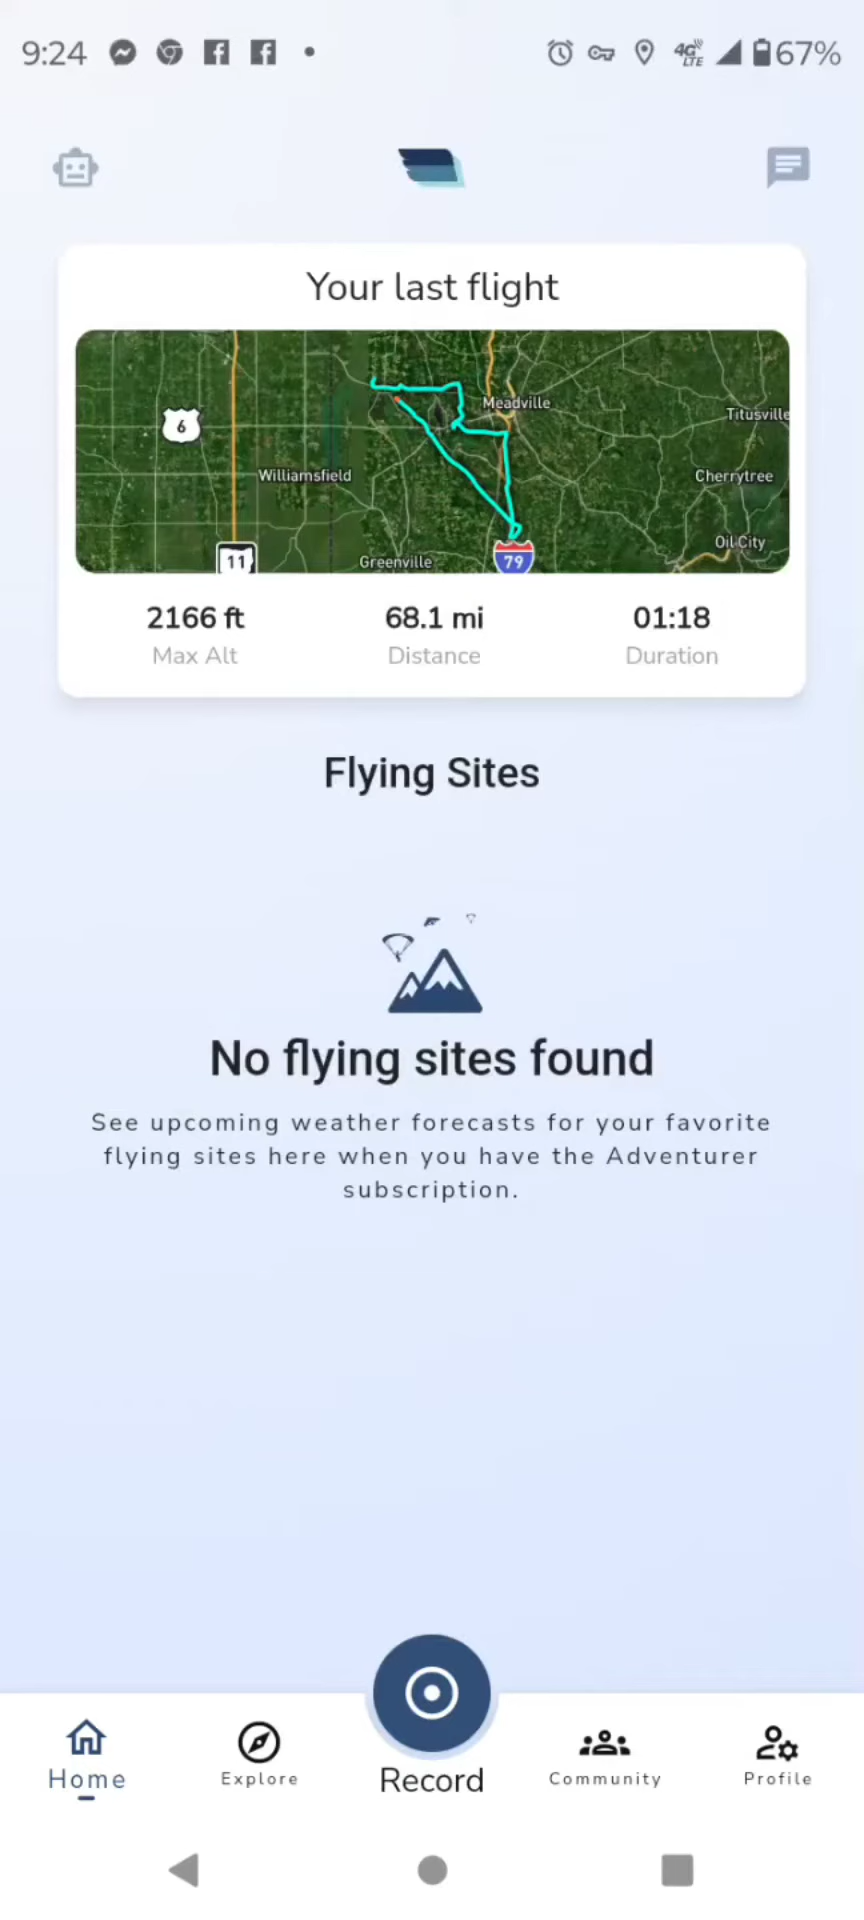 9:24
4G LTE
67%
Your last flight
6
Meadville
Titusville
Williamsfield
Cherrytree
Oil City
11
Greenville
79
2166 ft
68.1 mi
01:18
Max Alt
Distance
Duration
Flying Sites
No flying sites found
See upcoming weather forecasts for your favorite
flying sites here when you have the Adventurer
subscription.
Home
Explore
Record
Community
Profile